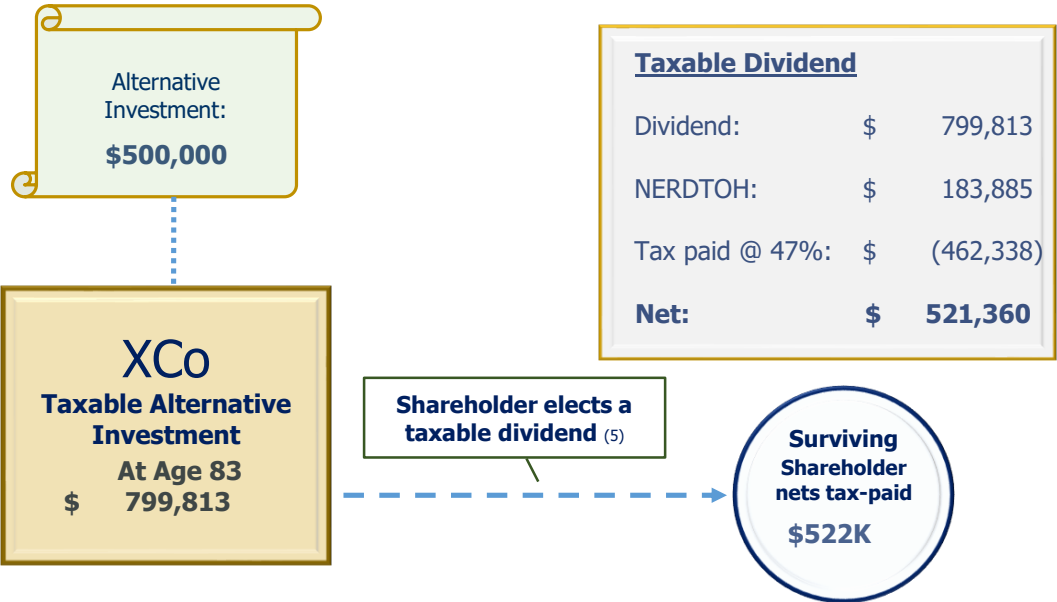 Alternative
Investment:
$500,000
Taxable Dividend
Dividend: $ 799,813
NERDTOH: $ 183,885
Tax paid @ 47%: $ (462,338)
Net: $ 521,360
XCo
Taxable Alternative
Investment
At Age 83
$ 799,813
Shareholder elects a
taxable dividend (5)
Surviving
Shareholder
nets tax-paid
$522K